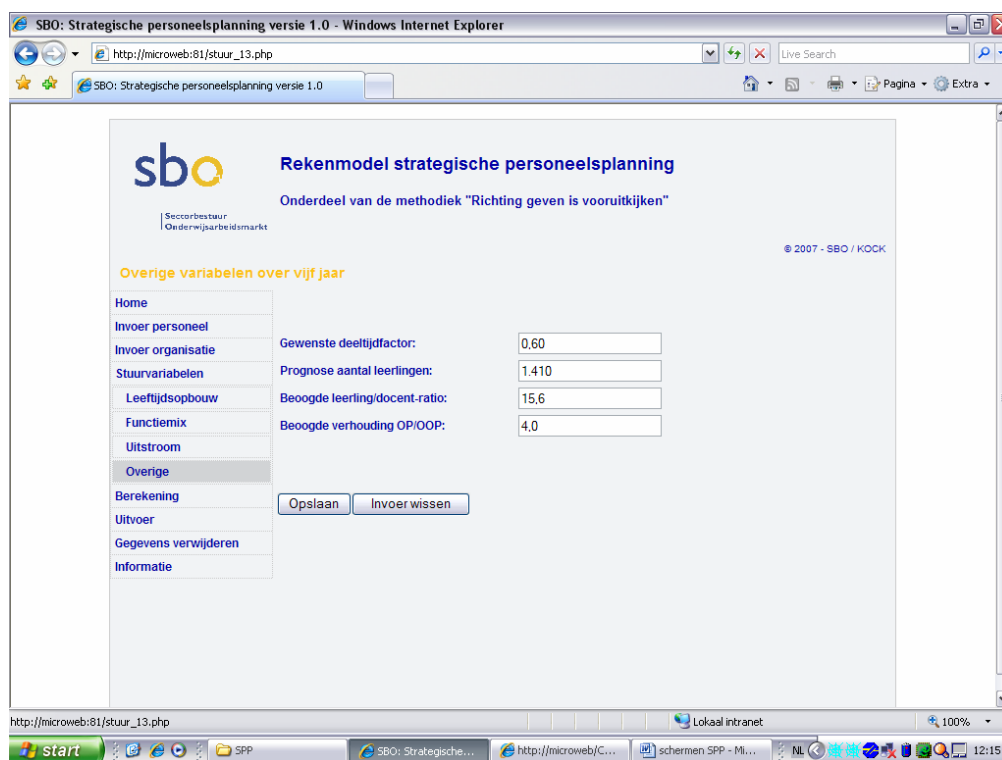 SBO: Strategische personeelsplanning versie 1.0 - Windows Internet Explorer
http://microweb:81/stuur_13.php
Live Search
SBO: Strategische personeelsplanning versie 1.0
Pagina
Extra
sbo
Sectorbestuur
Onderwijsarbeidsmarkt
Rekenmodel strategische personeelsplanning
Onderdeel van de methodiek "Richting geven is vooruitkijken"
© 2007 - SBO / KOCK
Overige variabelen over vijf jaar
Home
Invoer personeel
Invoer organisatie
Stuurvariabelen
Leeftijdsopbouw
Functiemix
Uitstroom
Overige
Berekening
Uitvoer
Gegevens verwijderen
Informatie
Gewenste deeltijdfactor: 0,60
Prognose aantal leerlingen: 1.410
Beoogde leerling/docent-ratio: 15,6
Beoogde verhouding OP/OOP: 4,0
Opslaan Invoer wissen
http://microweb:81/stuur_13.php
Lokaal intranet
100%
start
SPP
SBO: Strategische...
http://microweb/C...
schermen SPP - Mi...
NL
12:15